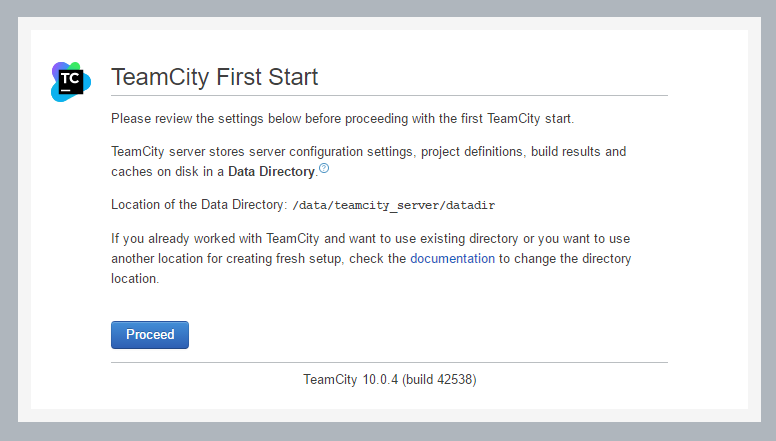 TC
TeamCity First Start
Please review the settings below before proceeding with the first TeamCity start.
TeamCity server stores server configuration settings, project definitions, build results and
caches on disk in a Data Directory.?
Location of the Data Directory: /data/teamcity_server/datadir
If you already worked with TeamCity and want to use existing directory or you want to use
another location for creating fresh setup, check the documentation to change the directory
location.
Proceed
TeamCity 10.0.4 (build 42538)